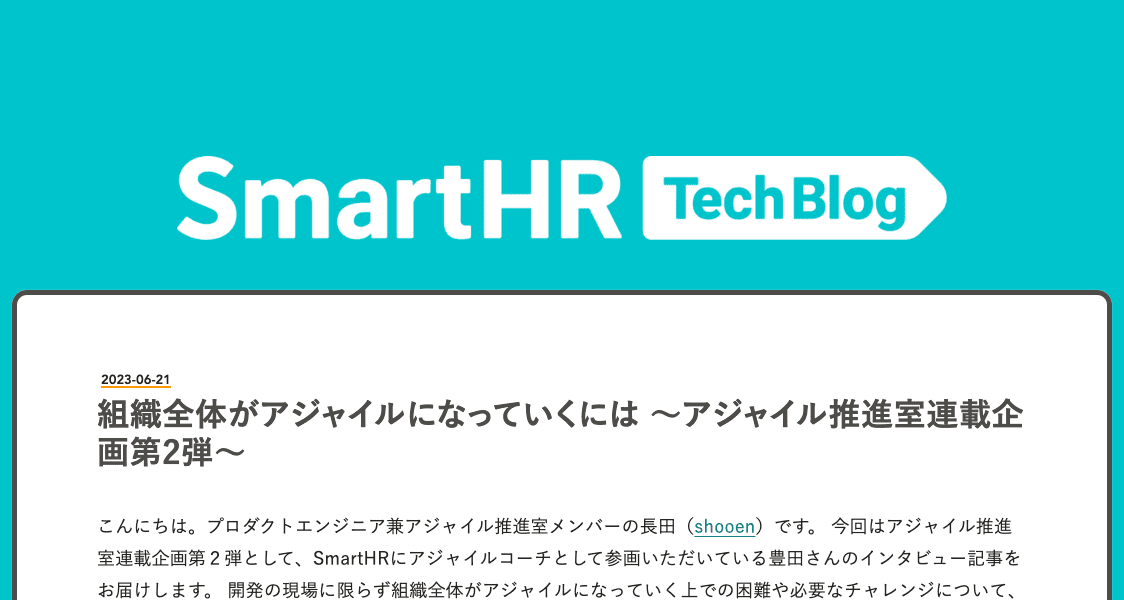 SmartHR Tech Blog
2023-06-21
組織全体がアジャイルになっていくには 〜アジャイル推進室連載企
画第2弾〜
こんにちは。プロダクトエンジニア兼アジャイル推進室メンバーの長田（shooen）です。 今回はアジャイル推進
室連載企画第２弾として、SmartHRにアジャイルコーチとして参画いただいている豊田さんのインタビュー記事を
お届けします。 開発の現場に限らず組織全体がアジャイルになっていく上での困難や必要なチャレンジについて、